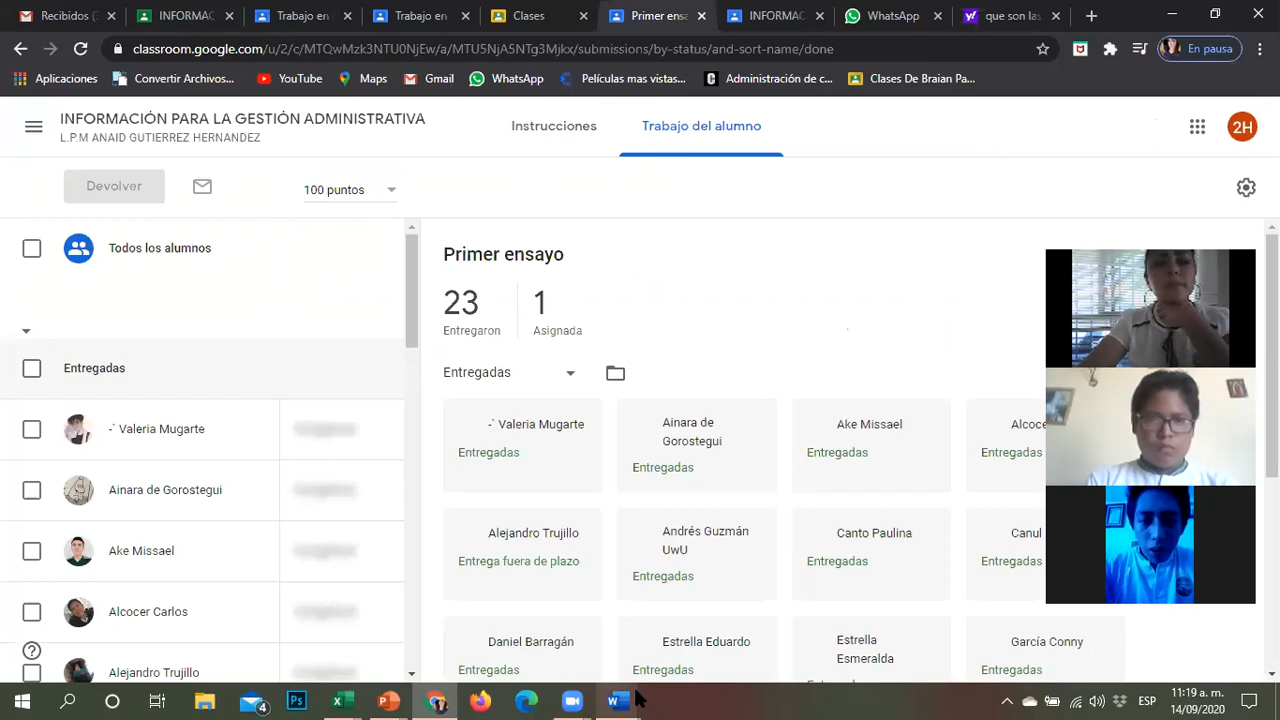 Recibidos (
INFORMAC
Trabajo en
Trabajo en
Clases
Primer ensa
INFORMAC
WhatsApp
que son las
classroom.google.com/u/2/c/MTQwMzk3NTU0NjEw/a/MTU5NjA5NTg3Mjkx/submissions/by-status/and-sort-name/done
En pausa
Aplicaciones
Convertir Archivos...
YouTube
Maps
Gmail
WhatsApp
Películas mas vistas...
Administración de c...
Clases De Braian Pa...
INFORMACIÓN PARA LA GESTIÓN ADMINISTRATIVA
L.P.M ANAID GUTIERREZ HERNANDEZ
Instrucciones
Trabajo del alumno
2H
Devolver
100 puntos
Todos los alumnos
Entregadas
-` Valeria Mugarte
Ainara de Gorostegui
Ake Missael
Alcocer Carlos
Alejandro Trujillo
Primer ensayo
23
1
Entregaron
Asignada
Entregadas
-` Valeria Mugarte
Entregadas
Ainara de
Gorostegui
Entregadas
Ake Missael
Entregadas
Alcoc
Entregadas
Alejandro Trujillo
Entrega fuera de plazo
Andrés Guzmán
UwU
Entregadas
Canto Paulina
Entregadas
Canul
Entregadas
Daniel Barragán
Entregadas
Estrella Eduardo
Entregadas
Estrella
Esmeralda
García Conny
Entregadas
4
ESP
11:19 a. m.
14/09/2020